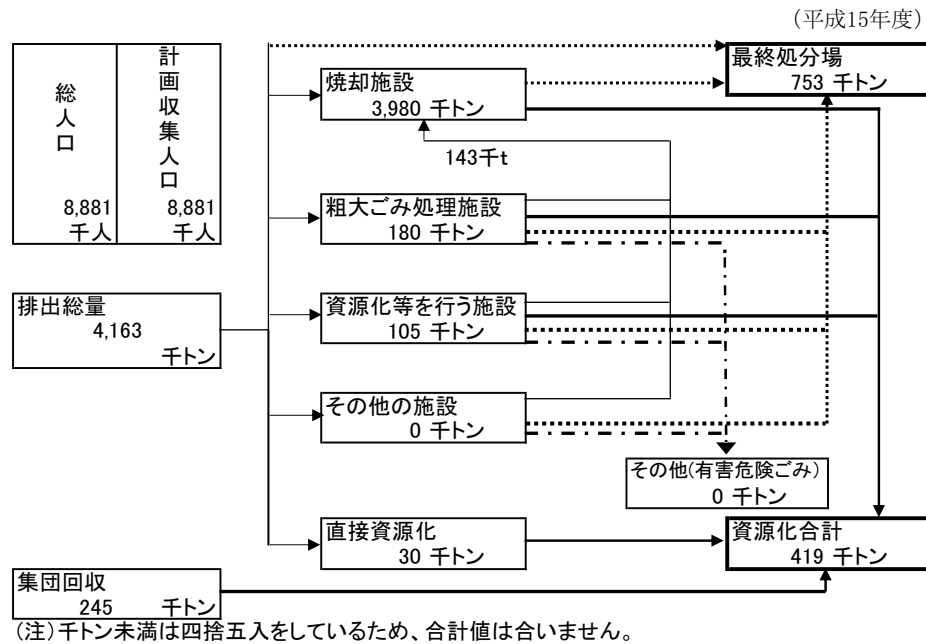 （平成15年度）
総人口
8,881
千人
計画収集人口
8,881
千人
排出総量
4,163
千トン
集団回収
245 千トン
焼却施設
3,980 千トン
143千t
粗大ごみ処理施設
180 千トン
資源化等を行う施設
105 千トン
その他の施設
0 千トン
直接資源化
30 千トン
最終処分場
753 千トン
その他(有害危険ごみ)
0 千トン
資源化合計
419 千トン
(注)千トン未満は四捨五入をしているため、合計値は合いません。